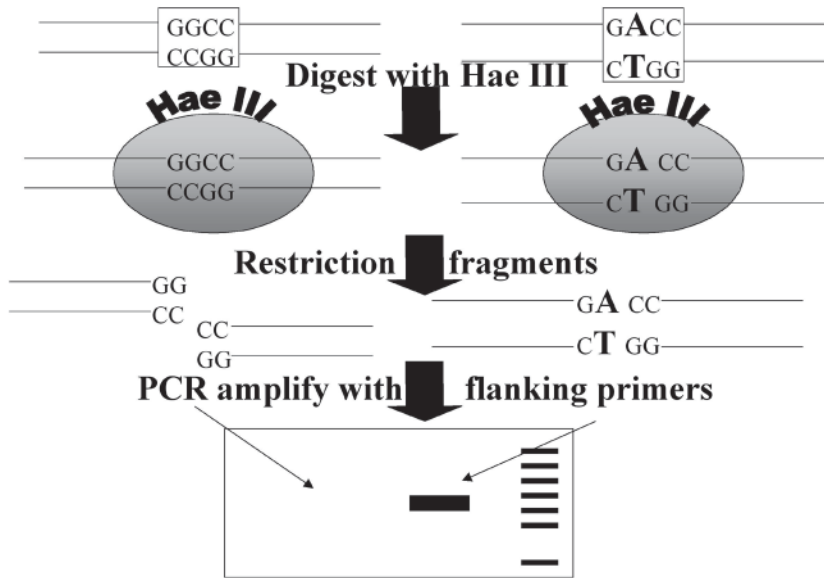 GGCC
CCGG
GACC
CTGG
Digest with Hae III
Hae III
Hae III
GGCC
CCGG
GA CC
CT GG
Restriction fragments
GG
CC
CC
GG
GA CC
CT GG
PCR amplify with flanking primers